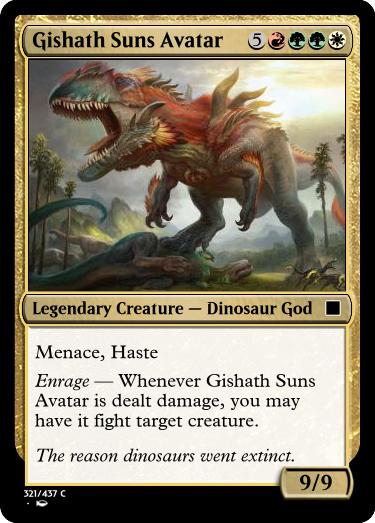 Gishath Suns Avatar 5
Legendary Creature — Dinosaur God
Menace, Haste
Enrage — Whenever Gishath Suns
Avatar is dealt damage, you may
have it fight target creature.
The reason dinosaurs went extinct.
9/9
321/437 C